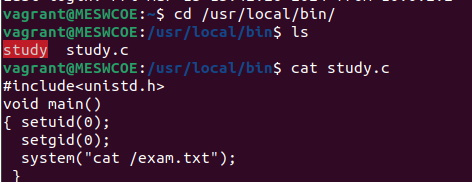 vagrant@MESWCOE:~$ cd /usr/local/bin/
vagrant@MESWCOE:/usr/local/bin$ ls
study  study.c
vagrant@MESWCOE:/usr/local/bin$ cat study.c
#include<unistd.h>
void main()
{ setuid(0);
  setgid(0);
  system("cat /exam.txt");
 }